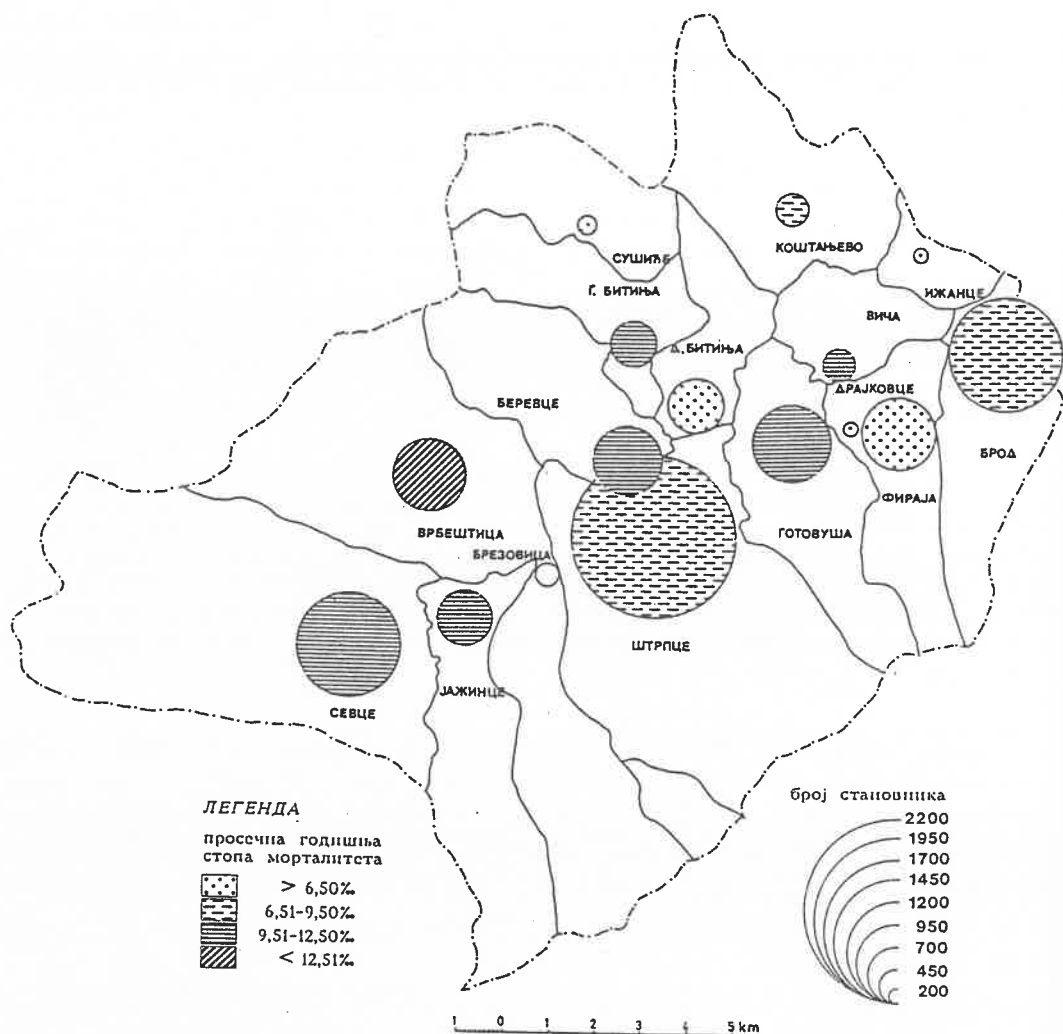 СУШИЋЕ
КОШТАЊЕВО
Г. БИТИЊА
ИЖАНЦЕ
ВИЧА
Д. БИТИЊА
ДРАЈКОВЦЕ
БЕРЕВЦЕ
БРОД
ФИРАЈА
ВРБЕШТИЦА
ГОТОВУША
БРЕЗОВИЦА
ШТРПЦЕ
ЈАЖИНЦЕ
СЕВЦЕ
ЛЕГЕНДА
просечна годишња
стопа морталитета
> 6,50‰
6,51-9,50‰
9,51-12,50‰
< 12,51‰
број становника
2200
1950
1700
1450
1200
950
700
450
200
1 0 1 2 3 4 5 km